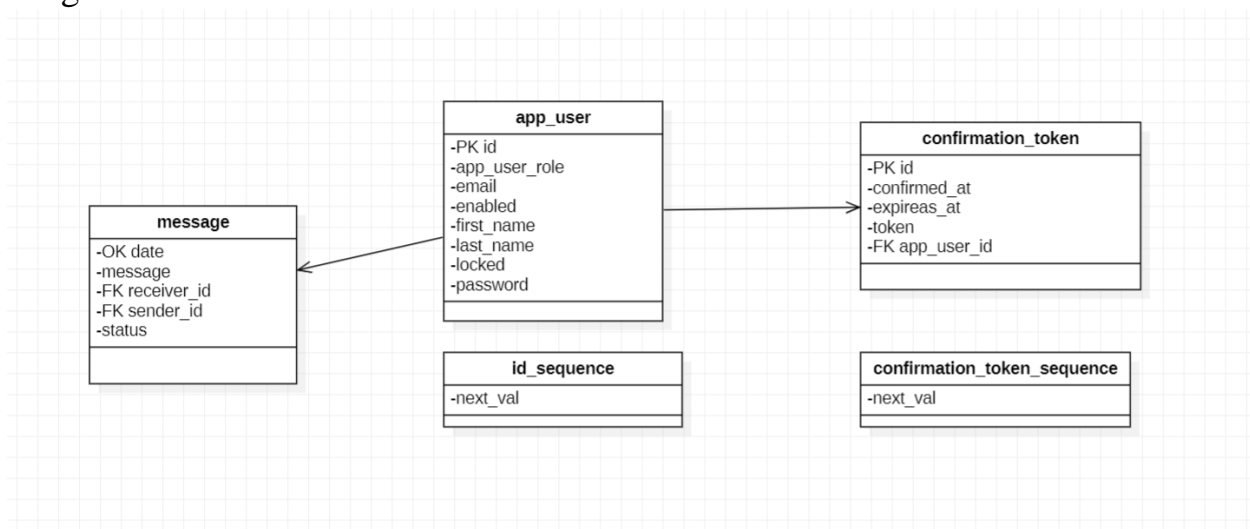 message
-OK date
-message
-FK receiver_id
-FK sender_id
-status
app_user
-PK id
-app_user_role
-email
-enabled
-first_name
-last_name
-locked
-password
confirmation_token
-PK id
-confirmed_at
-expireas_at
-token
-FK app_user_id
id_sequence
-next_val
confirmation_token_sequence
-next_val